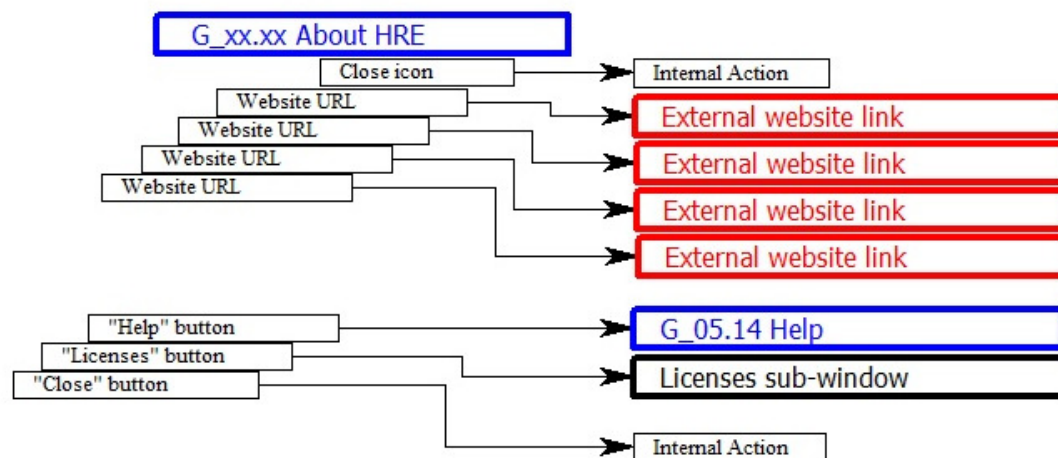 G_xx.xx About HRE
Close icon
Internal Action
Website URL
External website link
Website URL
External website link
Website URL
External website link
Website URL
External website link
"Help" button
G_05.14 Help
"Licenses" button
Licenses sub-window
"Close" button
Internal Action